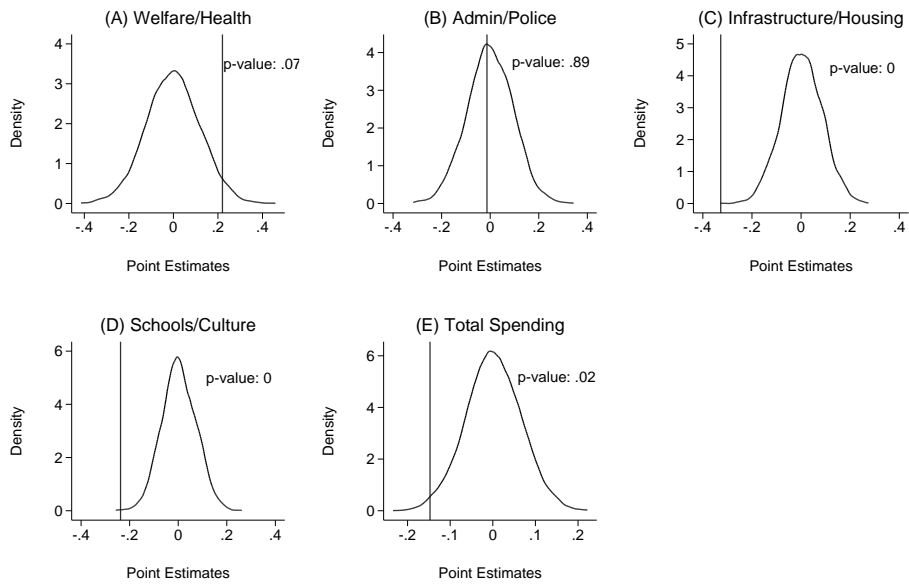 (A) Welfare/Health
Density
4
3
2
1
0
p-value: .07
-.4 -.2 0 .2 .4
Point Estimates
(B) Admin/Police
Density
4
3
2
1
0
p-value: .89
-.4 -.2 0 .2 .4
Point Estimates
(C) Infrastructure/Housing
Density
5
4
3
2
1
0
p-value: 0
-.4 -.2 0 .2 .4
Point Estimates
(D) Schools/Culture
Density
6
4
2
0
p-value: 0
-.4 -.2 0 .2 .4
Point Estimates
(E) Total Spending
Density
6
4
2
0
p-value: .02
-.2 -.1 0 .1 .2
Point Estimates